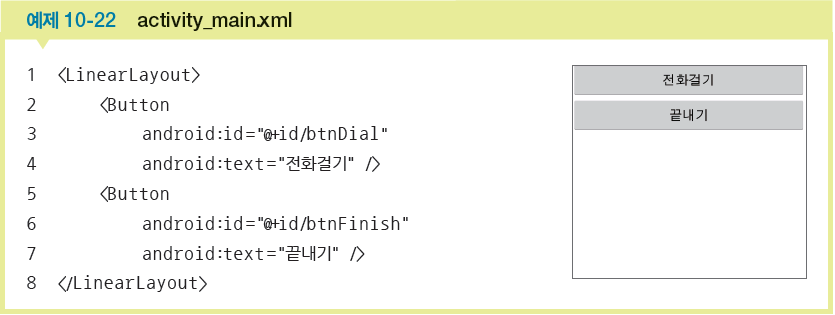 예제 10-22 activity_main.xml
1 <LinearLayout>
2 <Button
3 android:id="@+id/btnDial"
4 android:text="전화걸기" />
5 <Button
6 android:id="@+id/btnFinish"
7 android:text="끝내기" />
8 </LinearLayout>
전화걸기
끝내기